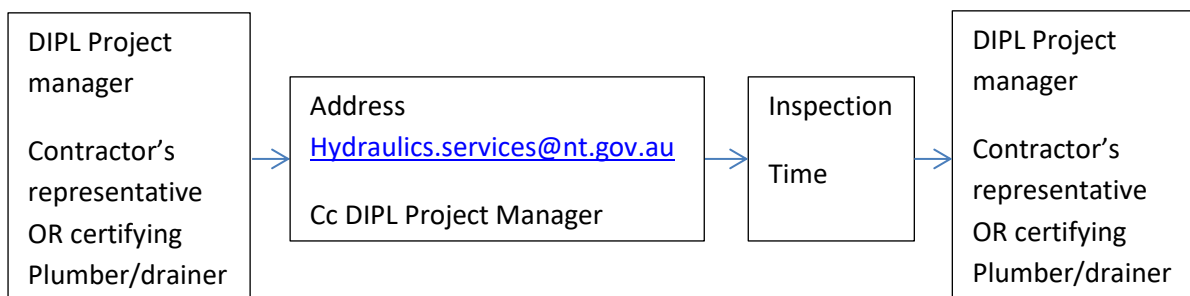 DIPL Project
manager
Contractor’s
representative
OR certifying
Plumber/drainer
Address
Hydraulics.services@nt.gov.au
Cc DIPL Project Manager
Inspection
Time
DIPL Project
manager
Contractor’s
representative
OR certifying
Plumber/drainer